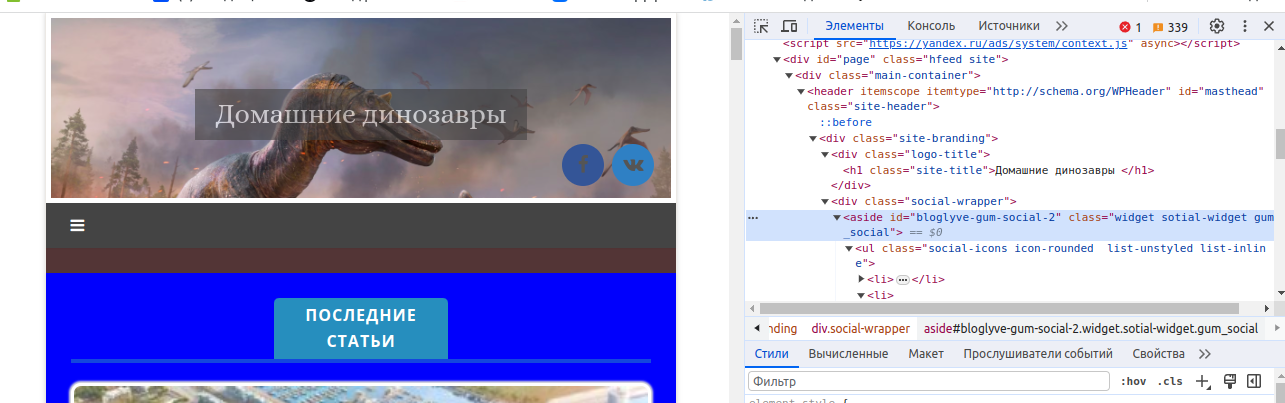 Домашние динозавры
ПОСЛЕДНИЕ
СТАТЬИ
Элементы Консоль Источники 1 339
<script src="https://yandex.ru/ads/system/context.js" async></script>
<div id="page" class="hfeed site">
<div class="main-container">
<header itemscope itemtype="http://schema.org/WPHeader" id="masthead"
class="site-header">
::before
<div class="site-branding">
<div class="logo-title">
<h1 class="site-title">Домашние динозавры </h1>
</div>
<div class="social-wrapper">
<aside id="bloglyve-gum-social-2" class="widget sotial-widget gum
_social"> == $0
<ul class="social-icons icon-rounded  list-unstyled list-inlin
e">
<li>…</li>
<li>
nding div.social-wrapper aside#bloglyve-gum-social-2.widget.sotial-widget.gum_social
Стили Вычисленные Макет Прослушиватели событий Свойства
Фильтр :hov .cls
element.style {